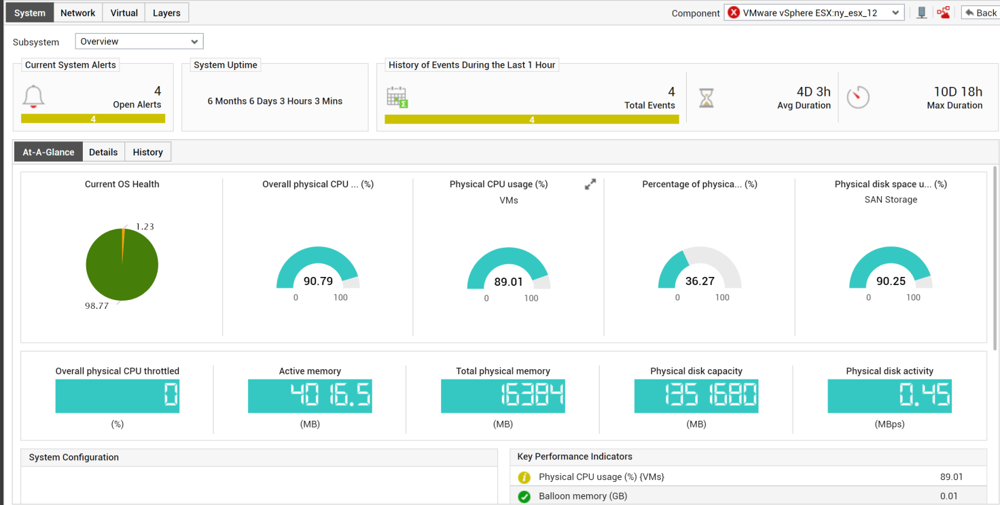 System Network Virtual Layers Component VMware vSphere ESX:ny_esx_12 Back
Subsystem Overview
Current System Alerts
4
Open Alerts
4
System Uptime
6 Months 6 Days 3 Hours 3 Mins
History of Events During the Last 1 Hour
4
Total Events
4
4D 3h
Avg Duration
10D 18h
Max Duration
At-A-Glance Details History
Current OS Health
1.23
98.77
Overall physical CPU ... (%)
90.79
0 100
Physical CPU usage (%)
VMs
89.01
0 100
Percentage of physica... (%)
36.27
0 100
Physical disk space u... (%)
SAN Storage
90.25
0 100
Overall physical CPU throttled
0
(%)
Active memory
4016.5
(MB)
Total physical memory
16384
(MB)
Physical disk capacity
1351680
(MB)
Physical disk activity
0.45
(MBps)
System Configuration
Key Performance Indicators
Physical CPU usage (%) {VMs} 89.01
Balloon memory (GB) 0.01